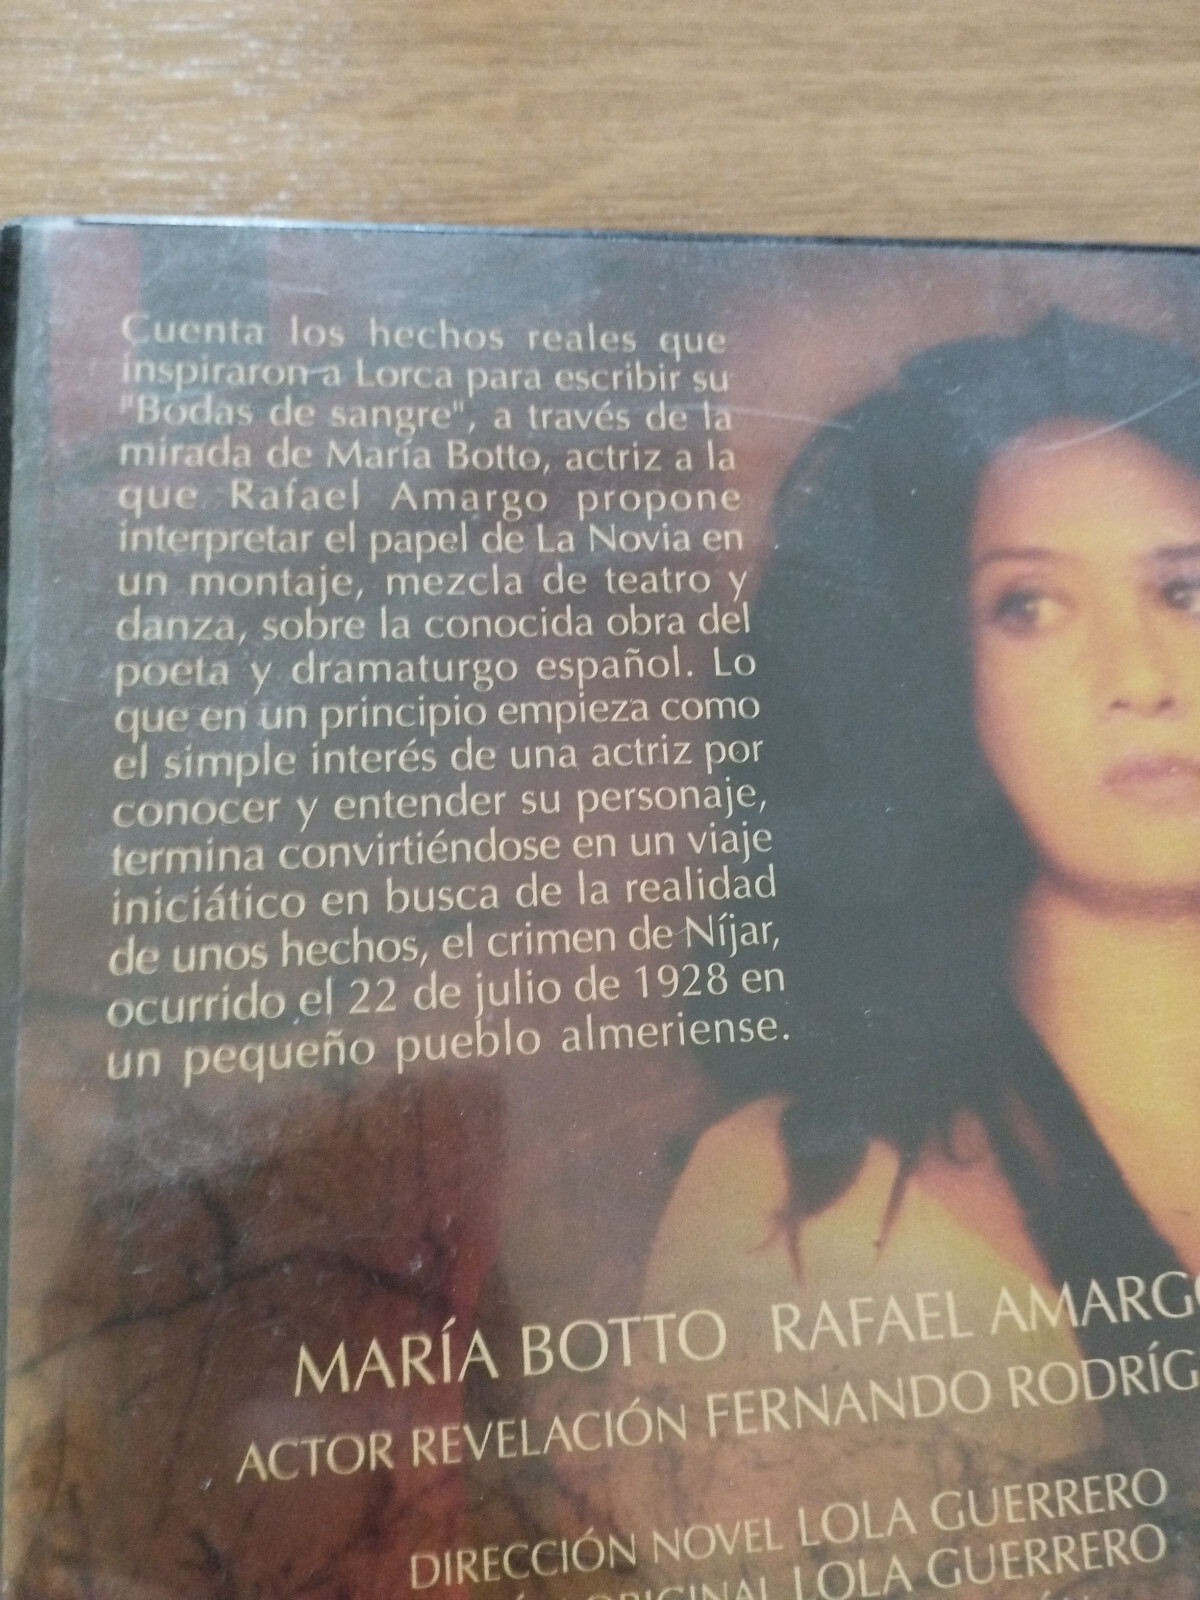 Cuenta los hechos reales que
inspiraron a Lorca para escribir su
"Bodas de sangre", a través de la
mirada de María Botto, actriz a la
que Rafael Amargo propone
interpretar el papel de La Novia en
un montaje, mezcla de teatro y
danza, sobre la conocida obra del
poeta y dramaturgo español. Lo
que en un principio empieza como
el simple interés de una actriz por
conocer y entender su personaje,
termina convirtiéndose en un viaje
iniciático en busca de la realidad
de unos hechos, el crimen de Níjar,
ocurrido el 22 de julio de 1928 en
un pequeño pueblo almeriense.
MARÍA BOTTO RAFAEL AMARGO
ACTOR REVELACIÓN FERNANDO RODRÍG
DIRECCIÓN NOVEL LOLA GUERRERO
ORIGINAL LOLA GUERRERO